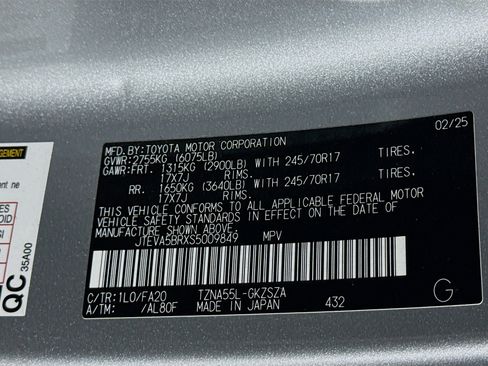 02/25
MFD.BY:TOYOTA MOTOR CORPORATION
GVWR:2755KG (6075LB)
GAWR:FRT. 1315KG (2900LB) WITH 245/70R17 TIRES.
17X7J RIMS.
RR. 1650KG (3640LB) WITH 245/70R17 TIRES.
17X7J RIMS.
THIS VEHICLE CONFORMS TO ALL APPLICABLE FEDERAL MOTOR
VEHICLE SAFETY STANDARDS IN EFFECT ON THE DATE OF
MANUFACTURE SHOWN ABOVE.
JTEVA5BRXS5009849 MPV
C/TR:1L0/FA20 TZNA55L-GKZSZA
A/TM: /AL80F MADE IN JAPAN 432 G
QC 35A00